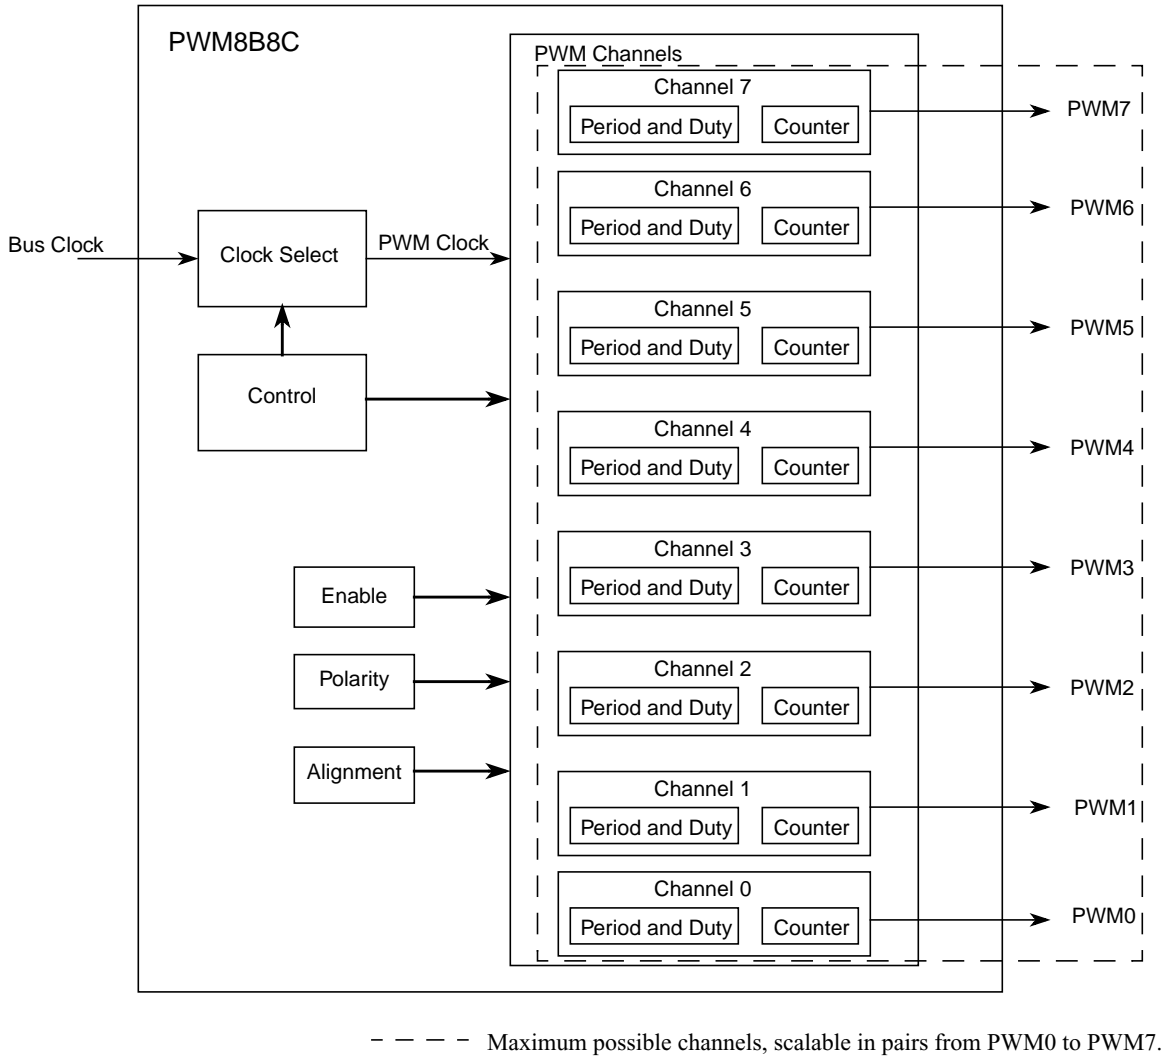 PWM8B8C
PWM Channels
Channel 7
Period and Duty
Counter
PWM7
Channel 6
Period and Duty
Counter
PWM6
Bus Clock
Clock Select
PWM Clock
Channel 5
Period and Duty
Counter
PWM5
Control
Channel 4
Period and Duty
Counter
PWM4
Channel 3
Period and Duty
Counter
PWM3
Enable
Channel 2
Period and Duty
Counter
PWM2
Polarity
Alignment
Channel 1
Period and Duty
Counter
PWM1
Channel 0
Period and Duty
Counter
PWM0
Maximum possible channels, scalable in pairs from PWM0 to PWM7.